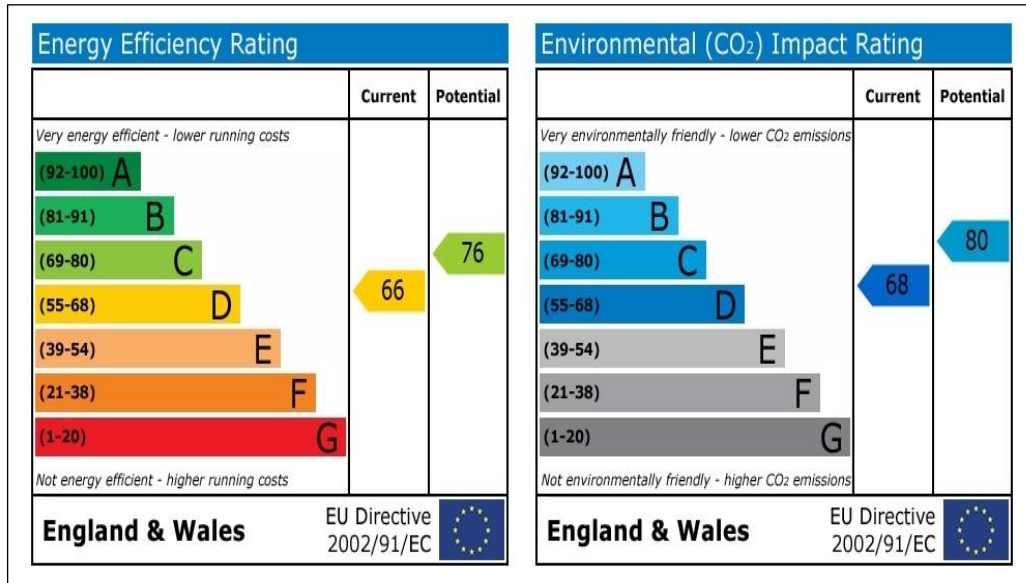 Energy Efficiency Rating
Current Potential
Very energy efficient - lower running costs
(92-100) A
(81-91) B
(69-80) C
(55-68) D
(39-54) E
(21-38) F
(1-20) G
66
76
Not energy efficient - higher running costs
England & Wales
EU Directive
2002/91/EC
Environmental (CO₂) Impact Rating
Current Potential
Very environmentally friendly - lower CO₂ emissions
(92-100) A
(81-91) B
(69-80) C
(55-68) D
(39-54) E
(21-38) F
(1-20) G
68
80
Not environmentally friendly - higher CO₂ emissions
England & Wales
EU Directive
2002/91/EC